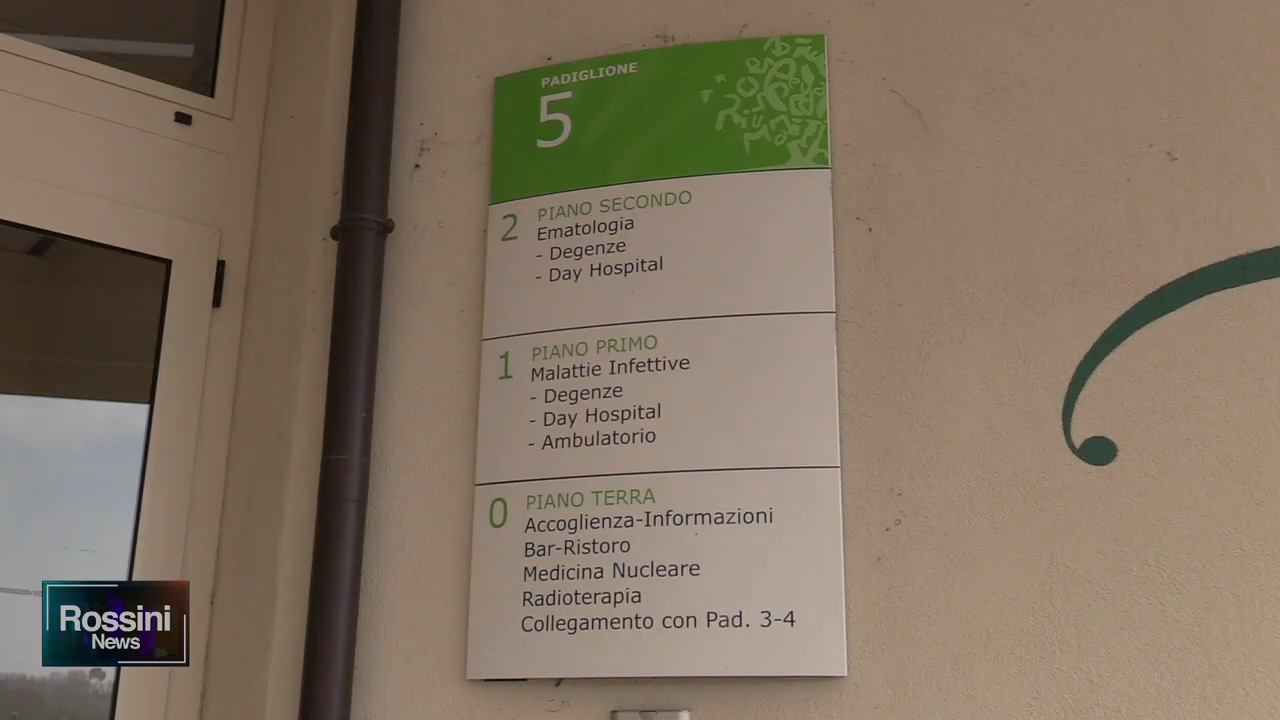 PADIGLIONE
5
2 PIANO SECONDO
Ematologia
- Degenze
- Day Hospital
1 PIANO PRIMO
Malattie Infettive
- Degenze
- Day Hospital
- Ambulatorio
0 PIANO TERRA
Accoglienza-Informazioni
Bar-Ristoro
Medicina Nucleare
Radioterapia
Collegamento con Pad. 3-4
Rossini
News